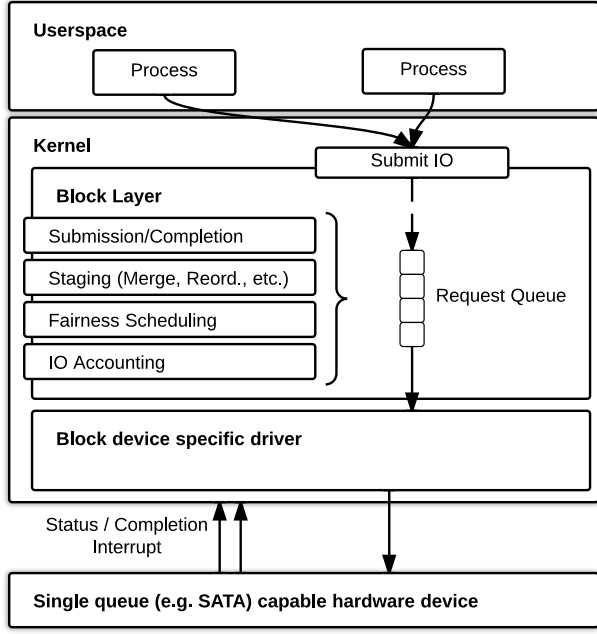 Userspace
Process
Process
Kernel
Submit IO
Block Layer
Submission/Completion
Staging (Merge, Reord., etc.)
Fairness Scheduling
IO Accounting
Request Queue
Block device specific driver
Status / Completion
Interrupt
Single queue (e.g. SATA) capable hardware device